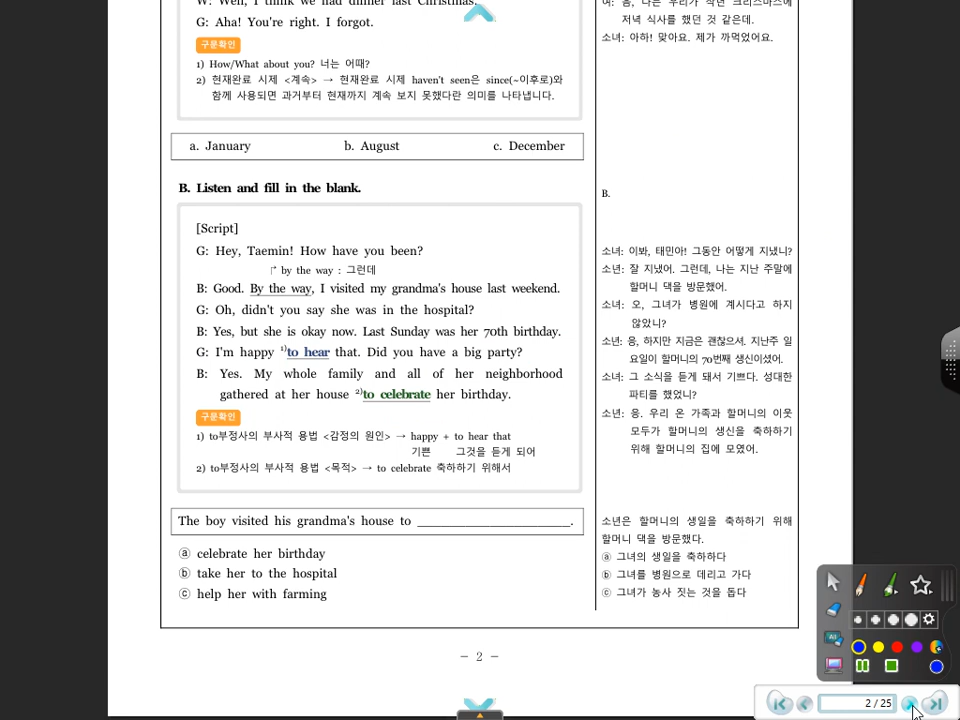 W: Well, I think we had dinner last Christmas.
G: Aha! You're right. I forgot.
구문확인
1) How/What about you? 너는 어때?
2) 현재완료 시제 <계속> → 현재완료 시제 haven't seen은 since(~이후로)와
함께 사용되면 과거부터 현재까지 계속 보지 못했다란 의미를 나타냅니다.
a. January b. August c. December
B. Listen and fill in the blank.
[Script]
G: Hey, Taemin! How have you been?
↱ by the way : 그런데
B: Good. By the way, I visited my grandma's house last weekend.
G: Oh, didn't you say she was in the hospital?
B: Yes, but she is okay now. Last Sunday was her 70th birthday.
G: I'm happy 1)to hear that. Did you have a big party?
B: Yes. My whole family and all of her neighborhood
gathered at her house 2)to celebrate her birthday.
구문확인
1) to부정사의 부사적 용법 <감정의 원인> → happy + to hear that
기쁜 그것을 듣게 되어
2) to부정사의 부사적 용법 <목적> → to celebrate 축하하기 위해서
The boy visited his grandma's house to ______________________.
ⓐ celebrate her birthday
ⓑ take her to the hospital
ⓒ help her with farming
여: 음, 나는 우리가 작년 크리스마스에
저녁 식사를 했던 것 같은데.
소녀: 아하! 맞아요. 제가 까먹었어요.
B.
소녀: 이봐, 태민아! 그동안 어떻게 지냈니?
소년: 잘 지냈어. 그런데, 나는 지난 주말에
할머니 댁을 방문했어.
소녀: 오, 그녀가 병원에 계시다고 하지
않았니?
소년: 응, 하지만 지금은 괜찮으셔. 지난주 일
요일이 할머니의 70번째 생신이셨어.
소녀: 그 소식을 듣게 돼서 기쁘다. 성대한
파티를 했었니?
소년: 응. 우리 온 가족과 할머니의 이웃
모두가 할머니의 생신을 축하하기
위해 할머니의 집에 모였어.
소년은 할머니의 생일을 축하하기 위해
할머니 댁을 방문했다.
ⓐ 그녀의 생일을 축하하다
ⓑ 그녀를 병원으로 데리고 가다
ⓒ 그녀가 농사 짓는 것을 돕다
- 2 -
2 / 25